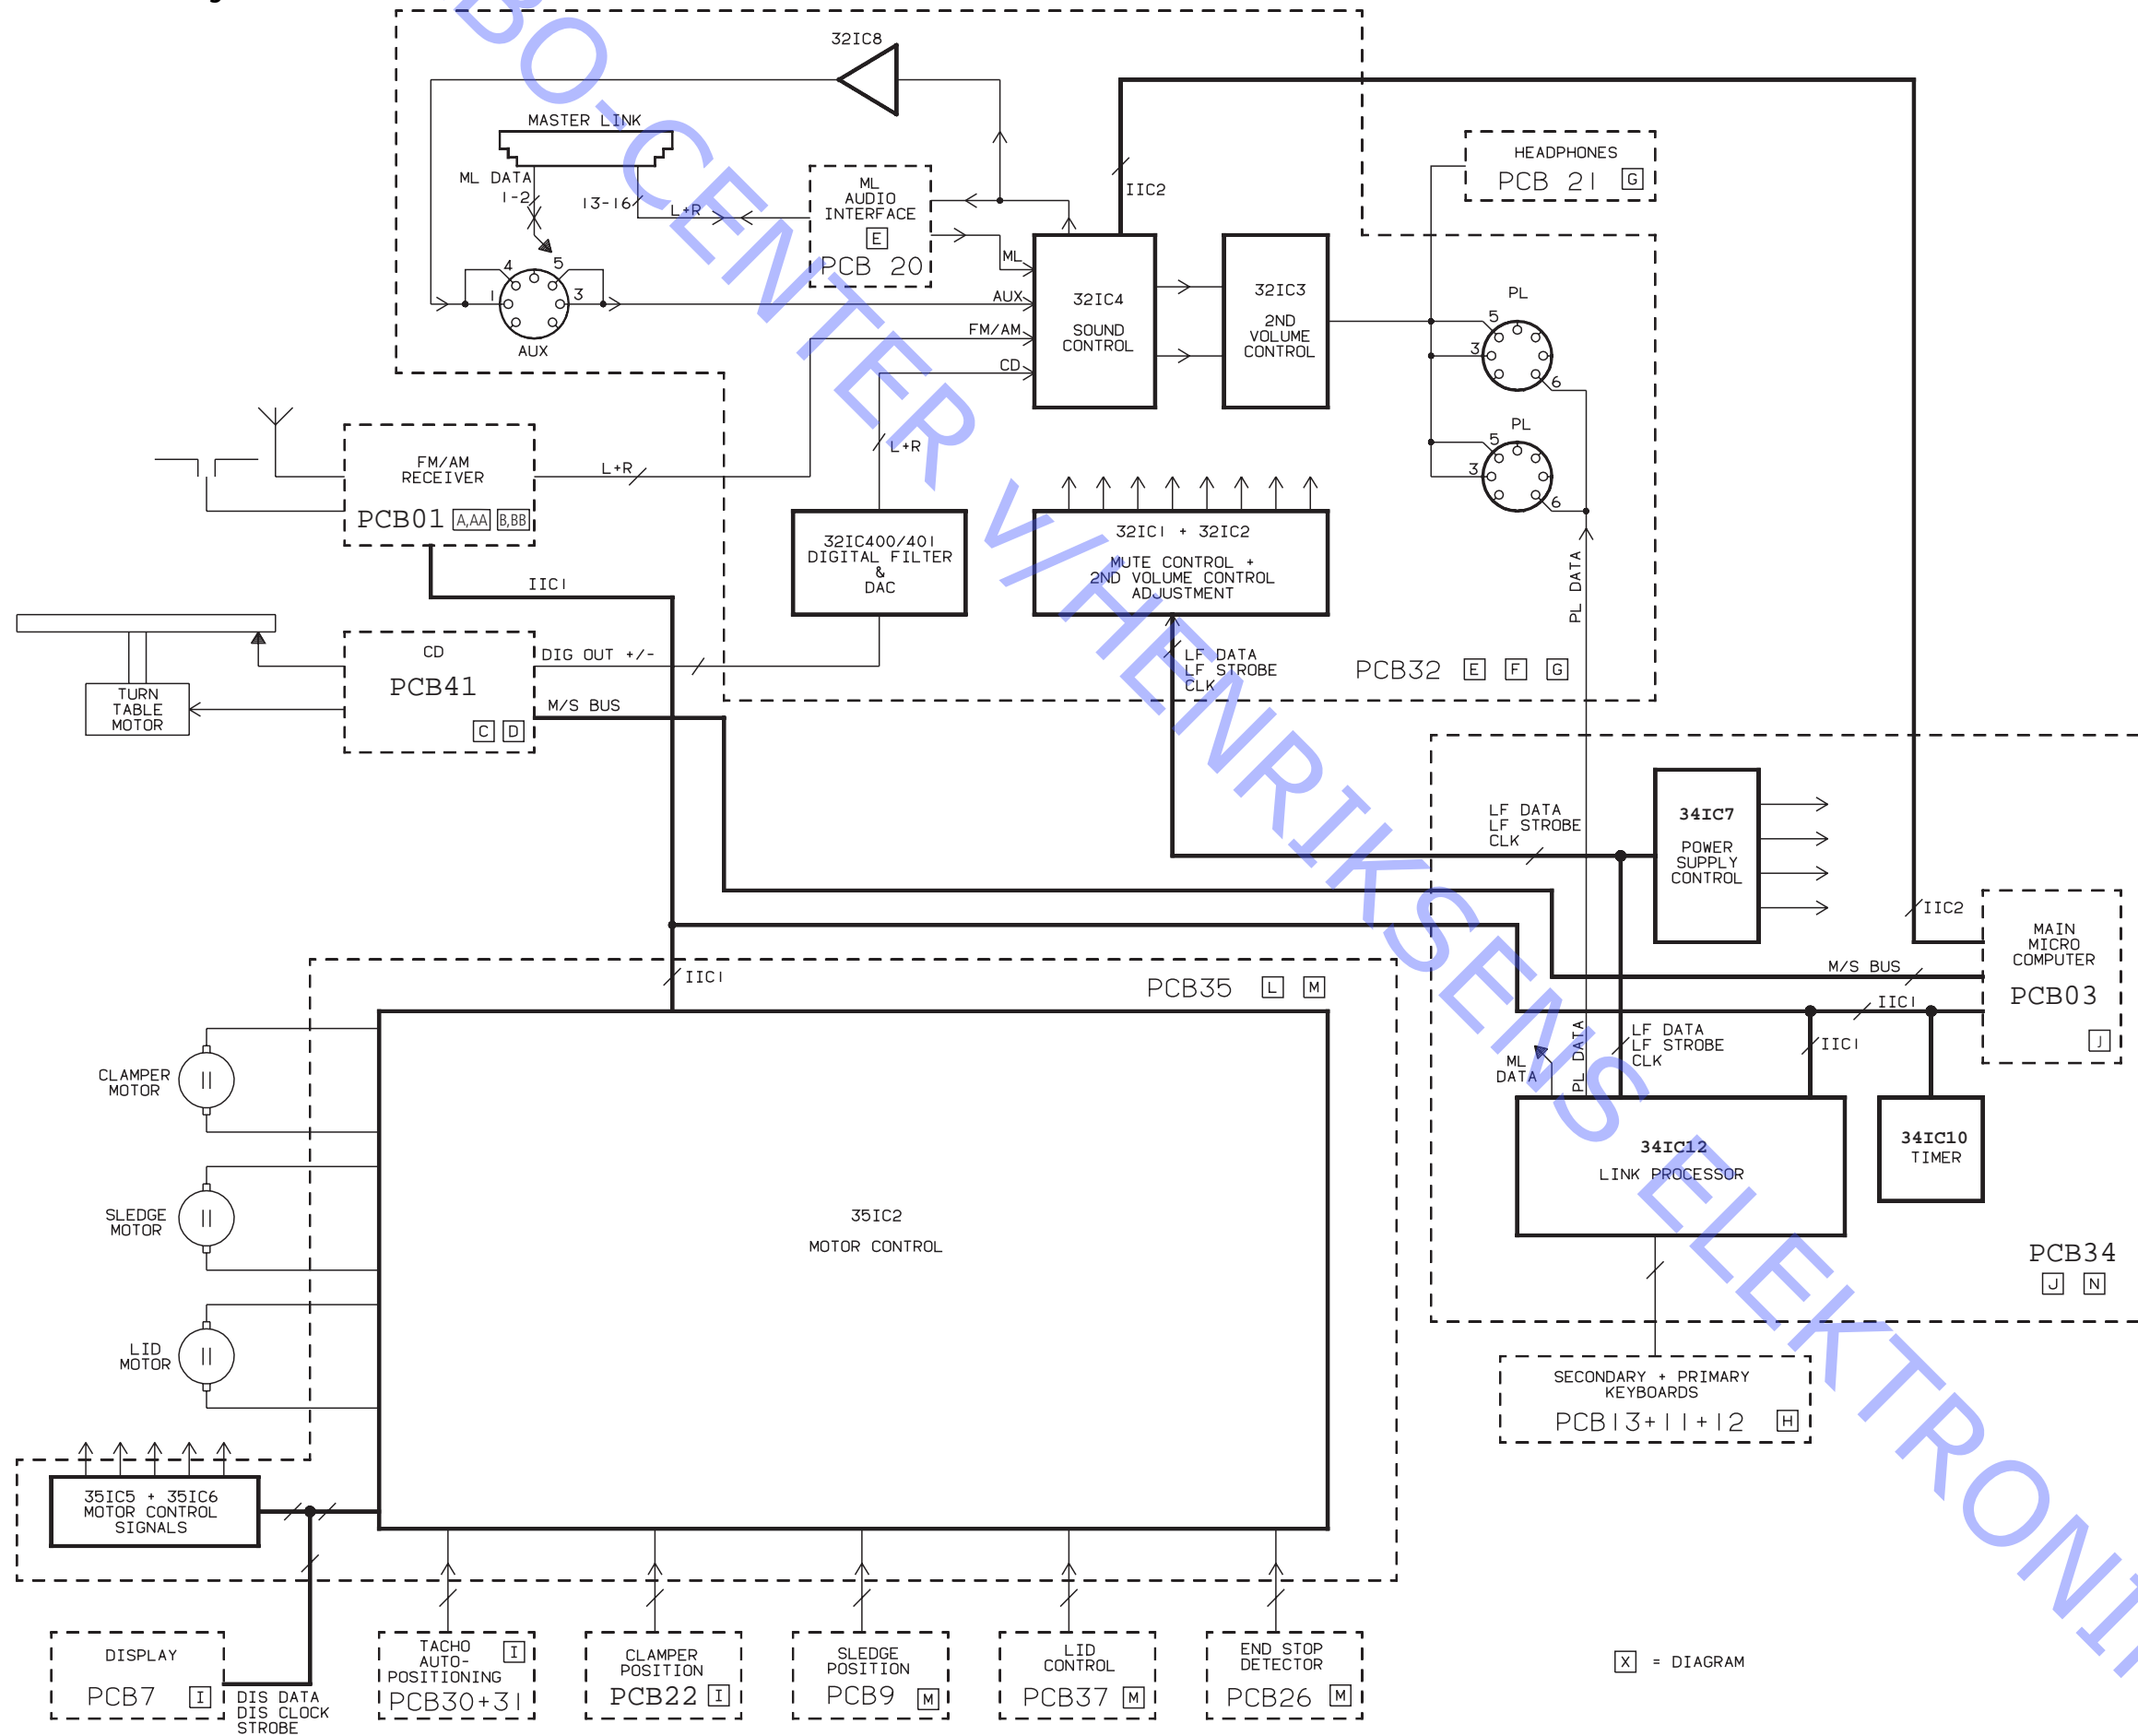 32IC8
MASTER LINK
ML DATA
1-2
13-16
L+R
ML
AUDIO
INTERFACE
E
PCB 20
IIC2
HEADPHONES
PCB 21 G
4
5
1
3
AUX
ML
AUX
FM/AM
CD
32IC4
SOUND
CONTROL
32IC3
2ND
VOLUME
CONTROL
PL
5
3
6
PL
5
3
6
FM/AM
RECEIVER
PCB01 A,AA B,BB
L+R
L+R
IIC1
32IC400/401
DIGITAL FILTER
&
DAC
32IC1 + 32IC2
MUTE CONTROL +
2ND VOLUME CONTROL
ADJUSTMENT
PL DATA
CD
PCB41
C D
DIG OUT +/-
M/S BUS
TURN
TABLE
MOTOR
LF DATA
LF STROBE
CLK
PCB32 E F G
LF DATA
LF STROBE
CLK
34IC7
POWER
SUPPLY
CONTROL
IIC2
MAIN
MICRO
COMPUTER
PCB03
J
M/S BUS
IIC1
IIC1
PCB35 L M
IIC1
ML
DATA
PL DATA
LF DATA
LF STROBE
CLK
34IC12
LINK PROCESSOR
34IC10
TIMER
PCB34
J N
CLAMPER
MOTOR
SLEDGE
MOTOR
LID
MOTOR
35IC2
MOTOR CONTROL
SECONDARY + PRIMARY
KEYBOARDS
PCB13+11+12 H
35IC5 + 35IC6
MOTOR CONTROL
SIGNALS
DISPLAY
PCB7 I
DIS DATA
DIS CLOCK
STROBE
TACHO I
AUTO-
POSITIONING
PCB30+31
CLAMPER
POSITION
PCB22 I
SLEDGE
POSITION
PCB9 M
LID
CONTROL
PCB37 M
END STOP
DETECTOR
PCB26 M
X = DIAGRAM
BO-CENTER v/HENRIKSENS ELEKTRONI